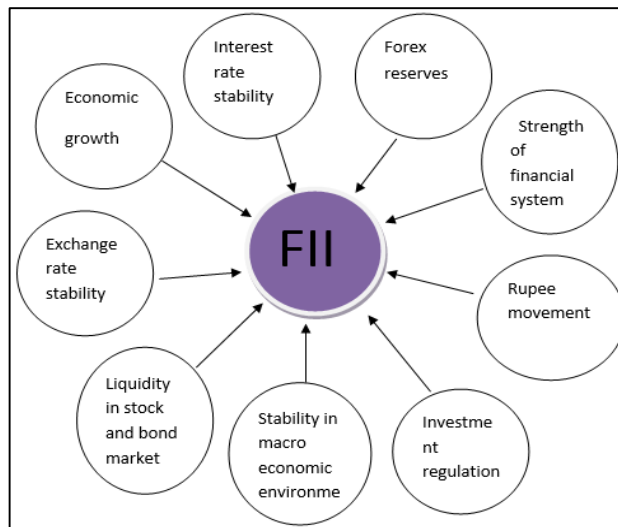 Interest
rate
stability
Forex
reserves
Economic
growth
Strength
of
financial
system
FII
Exchange
rate
stability
Rupee
movement
Liquidity
in stock
and bond
market
Stability in
macro
economic
environme
Investme
nt
regulation